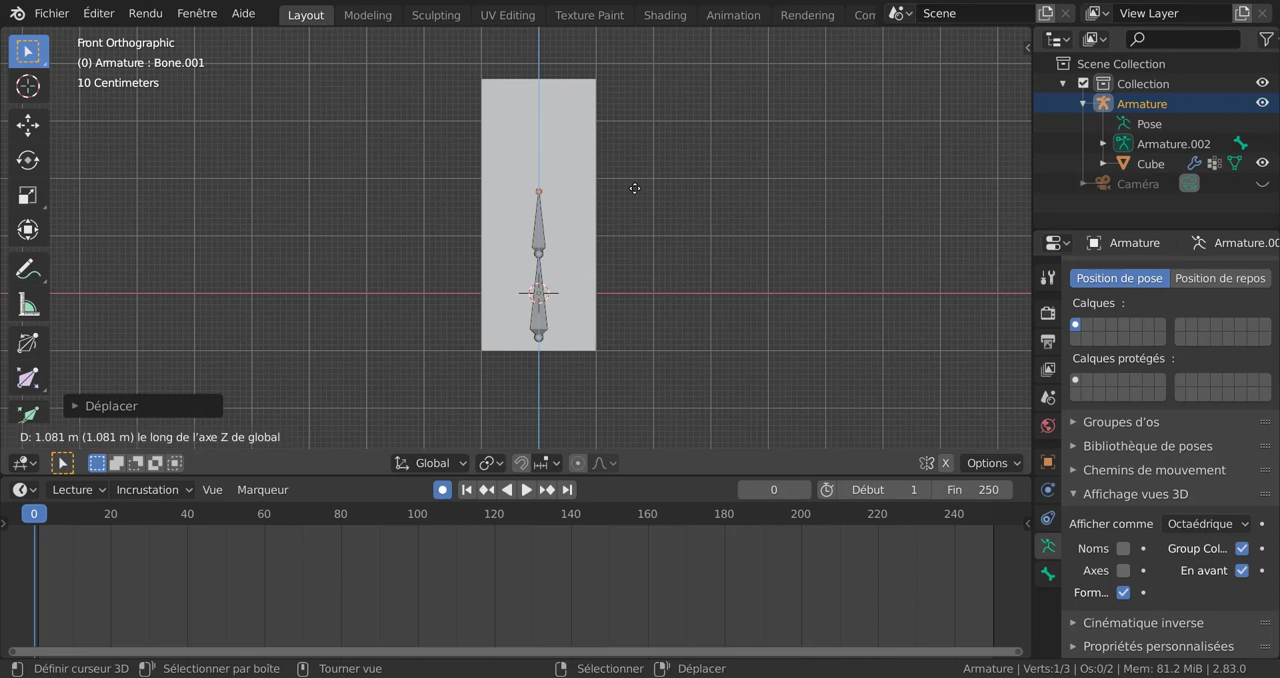 Fichier Éditer Rendu Fenêtre Aide Layout Modeling Sculpting UV Editing Texture Paint Shading Animation Rendering Com Scene View Layer
Front Orthographic
(0) Armature : Bone.001
10 Centimeters
Scene Collection
Collection
Armature
Pose
Armature.002
Cube
Caméra
Armature Armature.00
Position de pose Position de repos
Calques :
Calques protégés :
Groupes d'os
Bibliothèque de poses
Chemins de mouvement
Affichage vues 3D
Afficher comme Octaédrique
Noms Group Col...
Axes En avant
Form...
Cinématique inverse
Propriétés personnalisées
Déplacer
D: 1.081 m (1.081 m) le long de l'axe Z de global
Global X Options
Lecture Incrustation Vue Marqueur 0 Début 1 Fin 250
0 20 40 60 80 100 120 140 160 180 200 220 240
Définir curseur 3D Sélectionner par boîte Tourner vue Sélectionner Déplacer Armature | Verts:1/3 | Os:0/2 | Mem: 81.2 MiB | 2.83.0